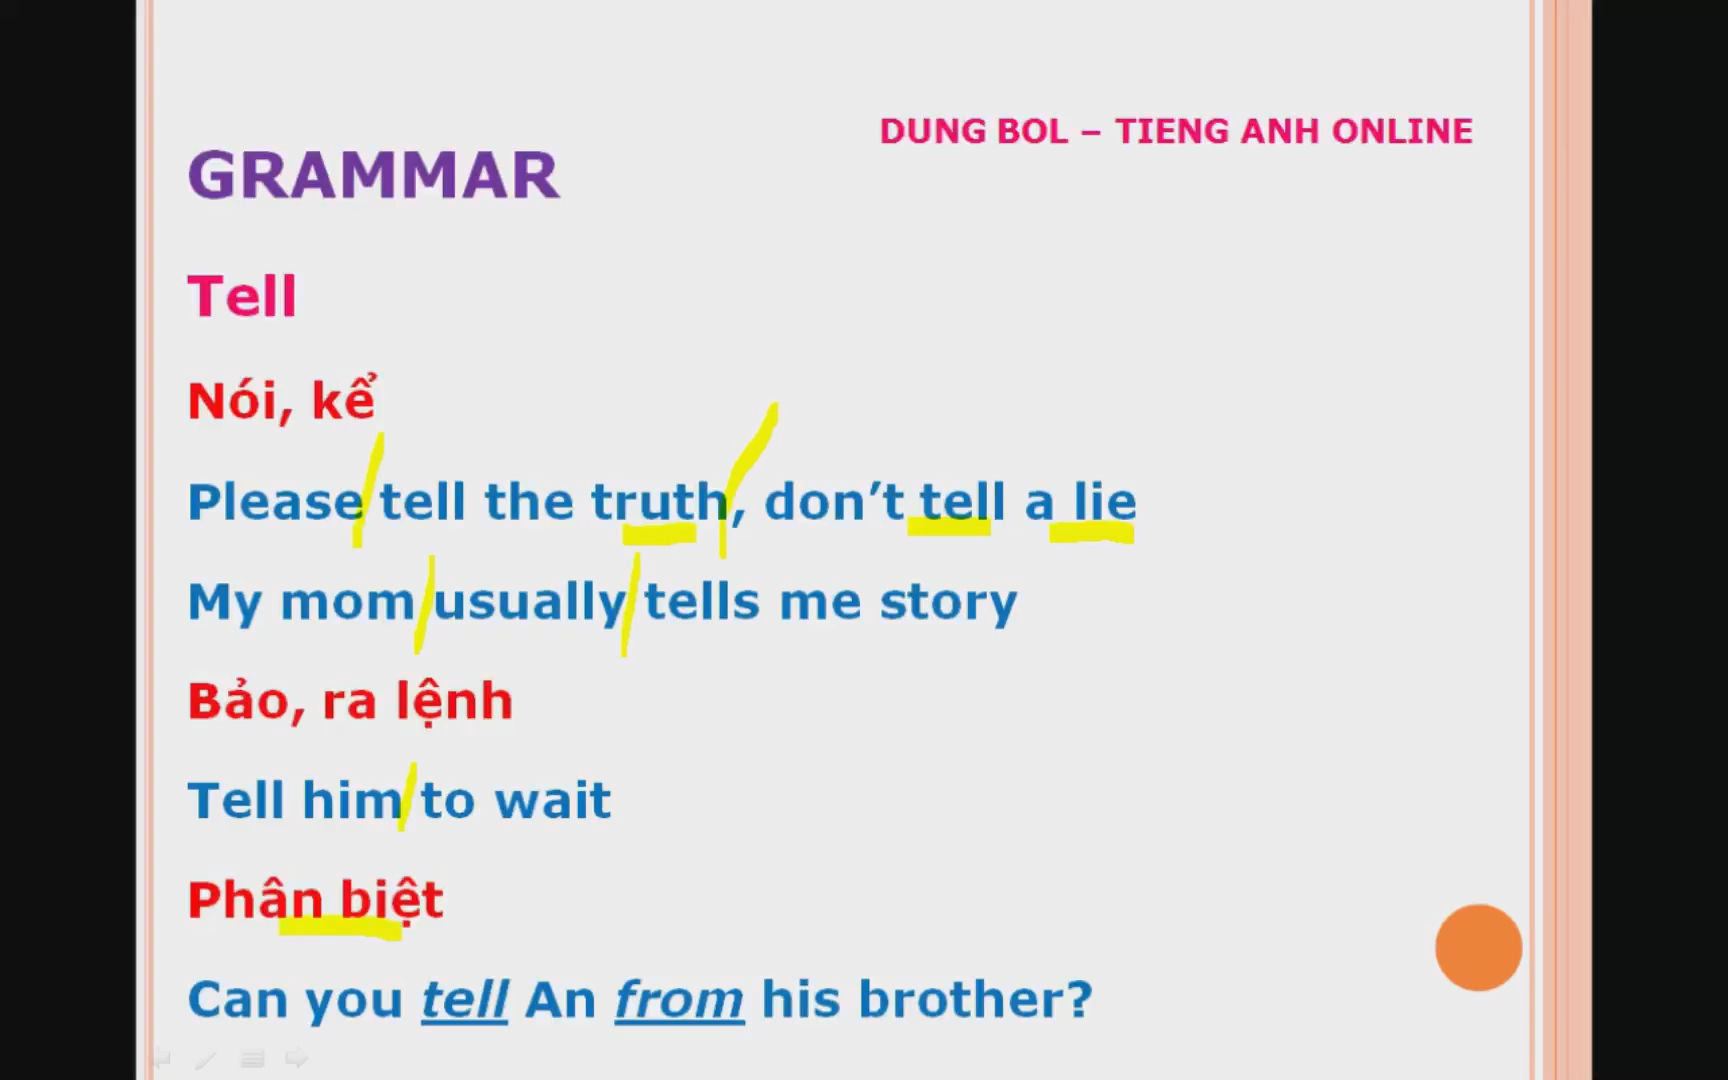 DUNG BOL – TIENG ANH ONLINE
GRAMMAR
Tell
Nói, kể
Please tell the truth, don’t tell a lie
My mom usually tells me story
Bảo, ra lệnh
Tell him to wait
Phân biệt
Can you tell An from his brother?